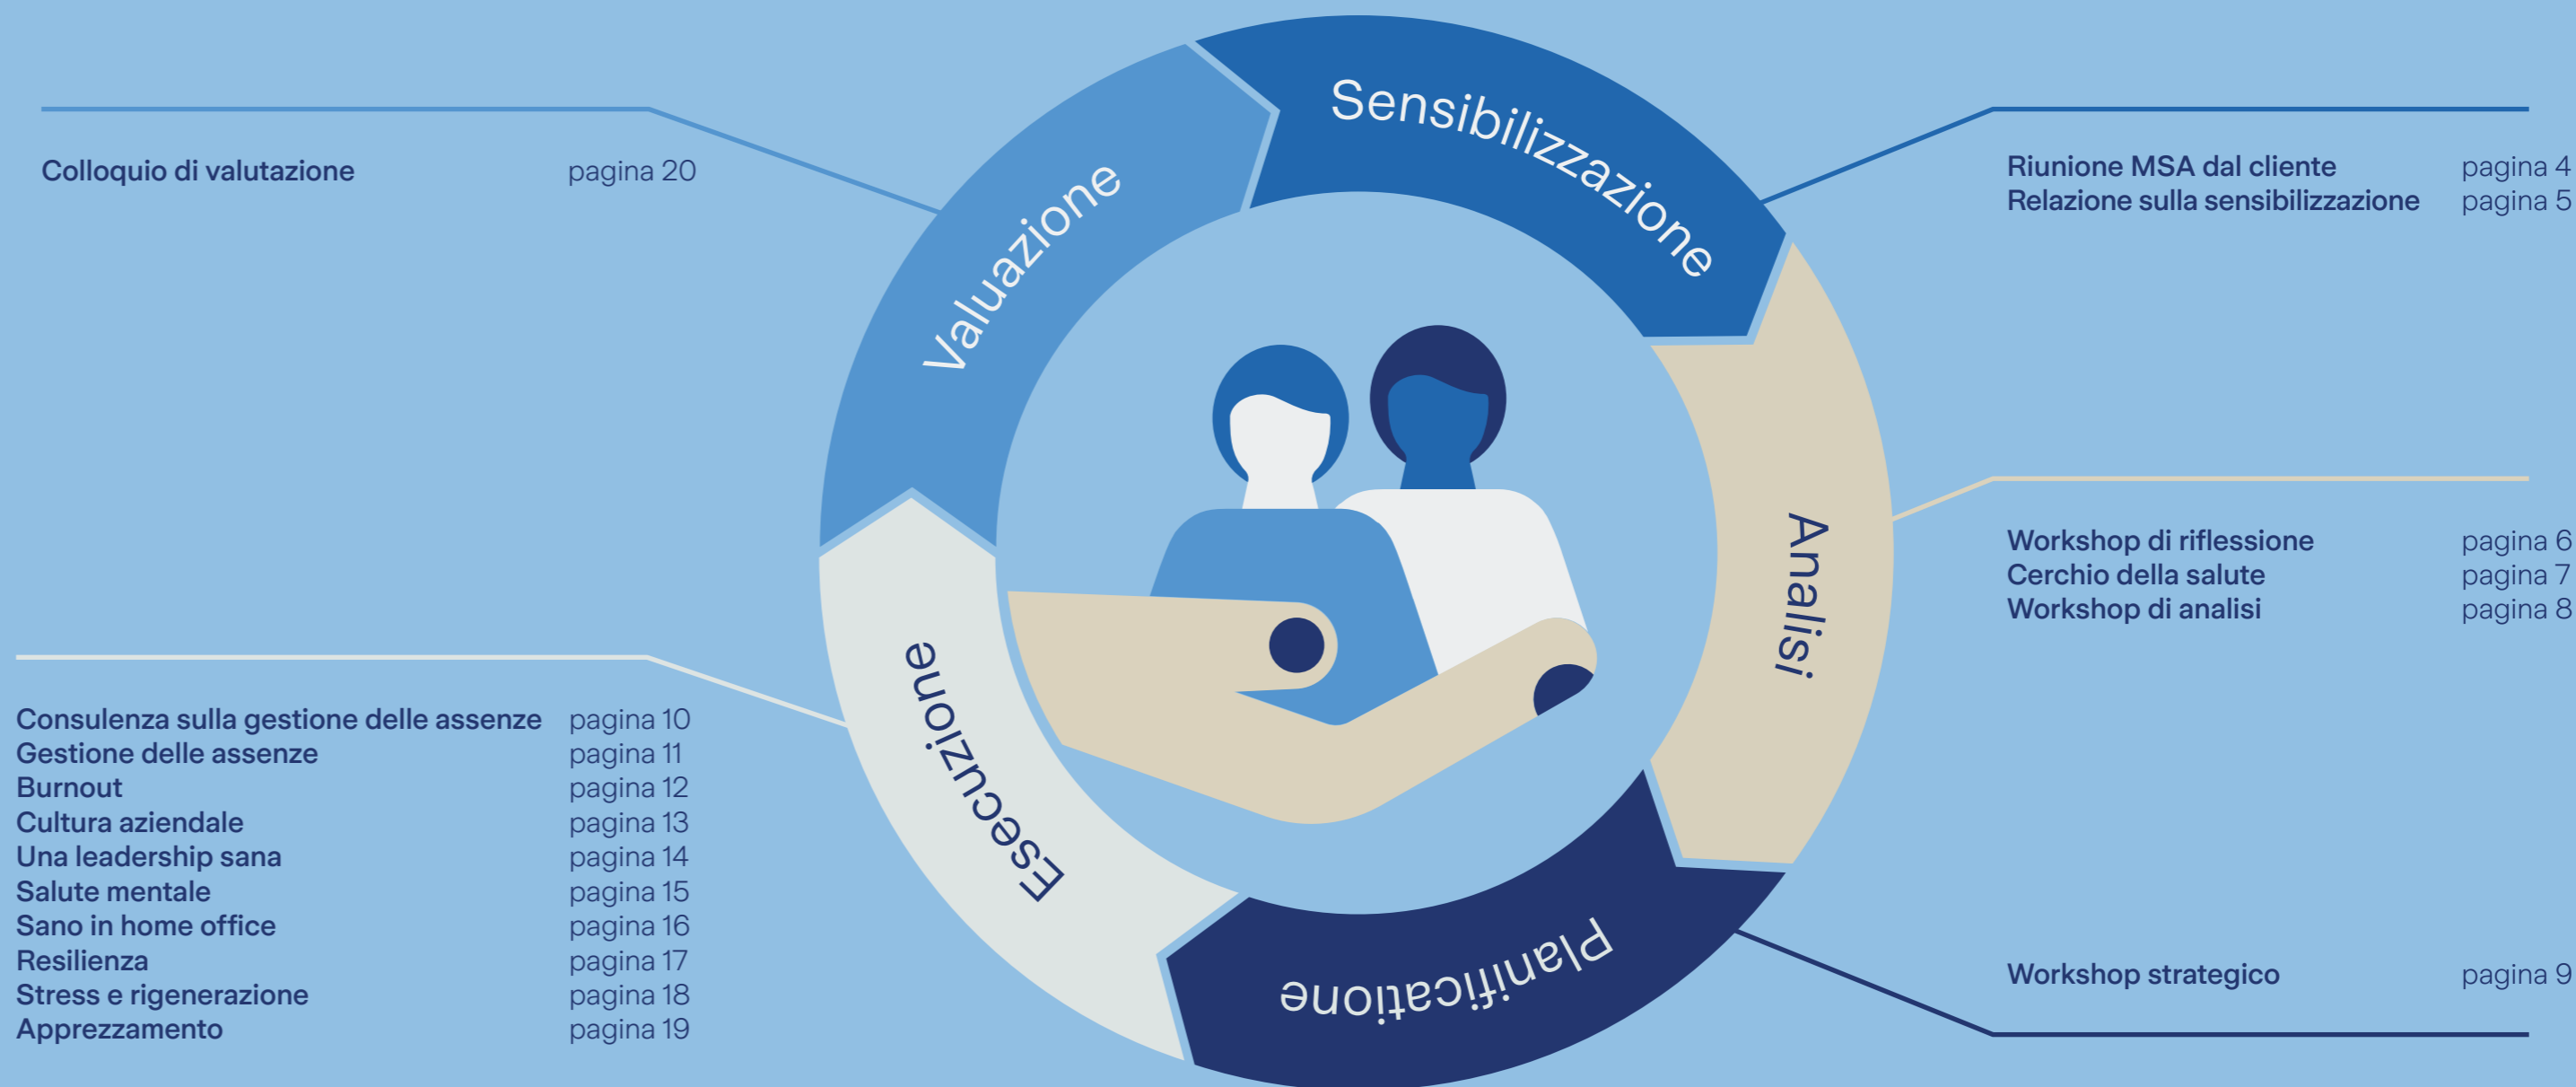 Sensibilizzazione
Riunione MSA dal cliente pagina 4
Relazione sulla sensibilizzazione pagina 5
Analisi
Workshop di riflessione pagina 6
Cerchio della salute pagina 7
Workshop di analisi pagina 8
Planificatione
Workshop strategico pagina 9
Esecuzione
Consulenza sulla gestione delle assenze pagina 10
Gestione delle assenze pagina 11
Burnout pagina 12
Cultura aziendale pagina 13
Una leadership sana pagina 14
Salute mentale pagina 15
Sano in home office pagina 16
Resilienza pagina 17
Stress e rigenerazione pagina 18
Apprezzamento pagina 19
Valuazione
Colloquio di valutazione pagina 20